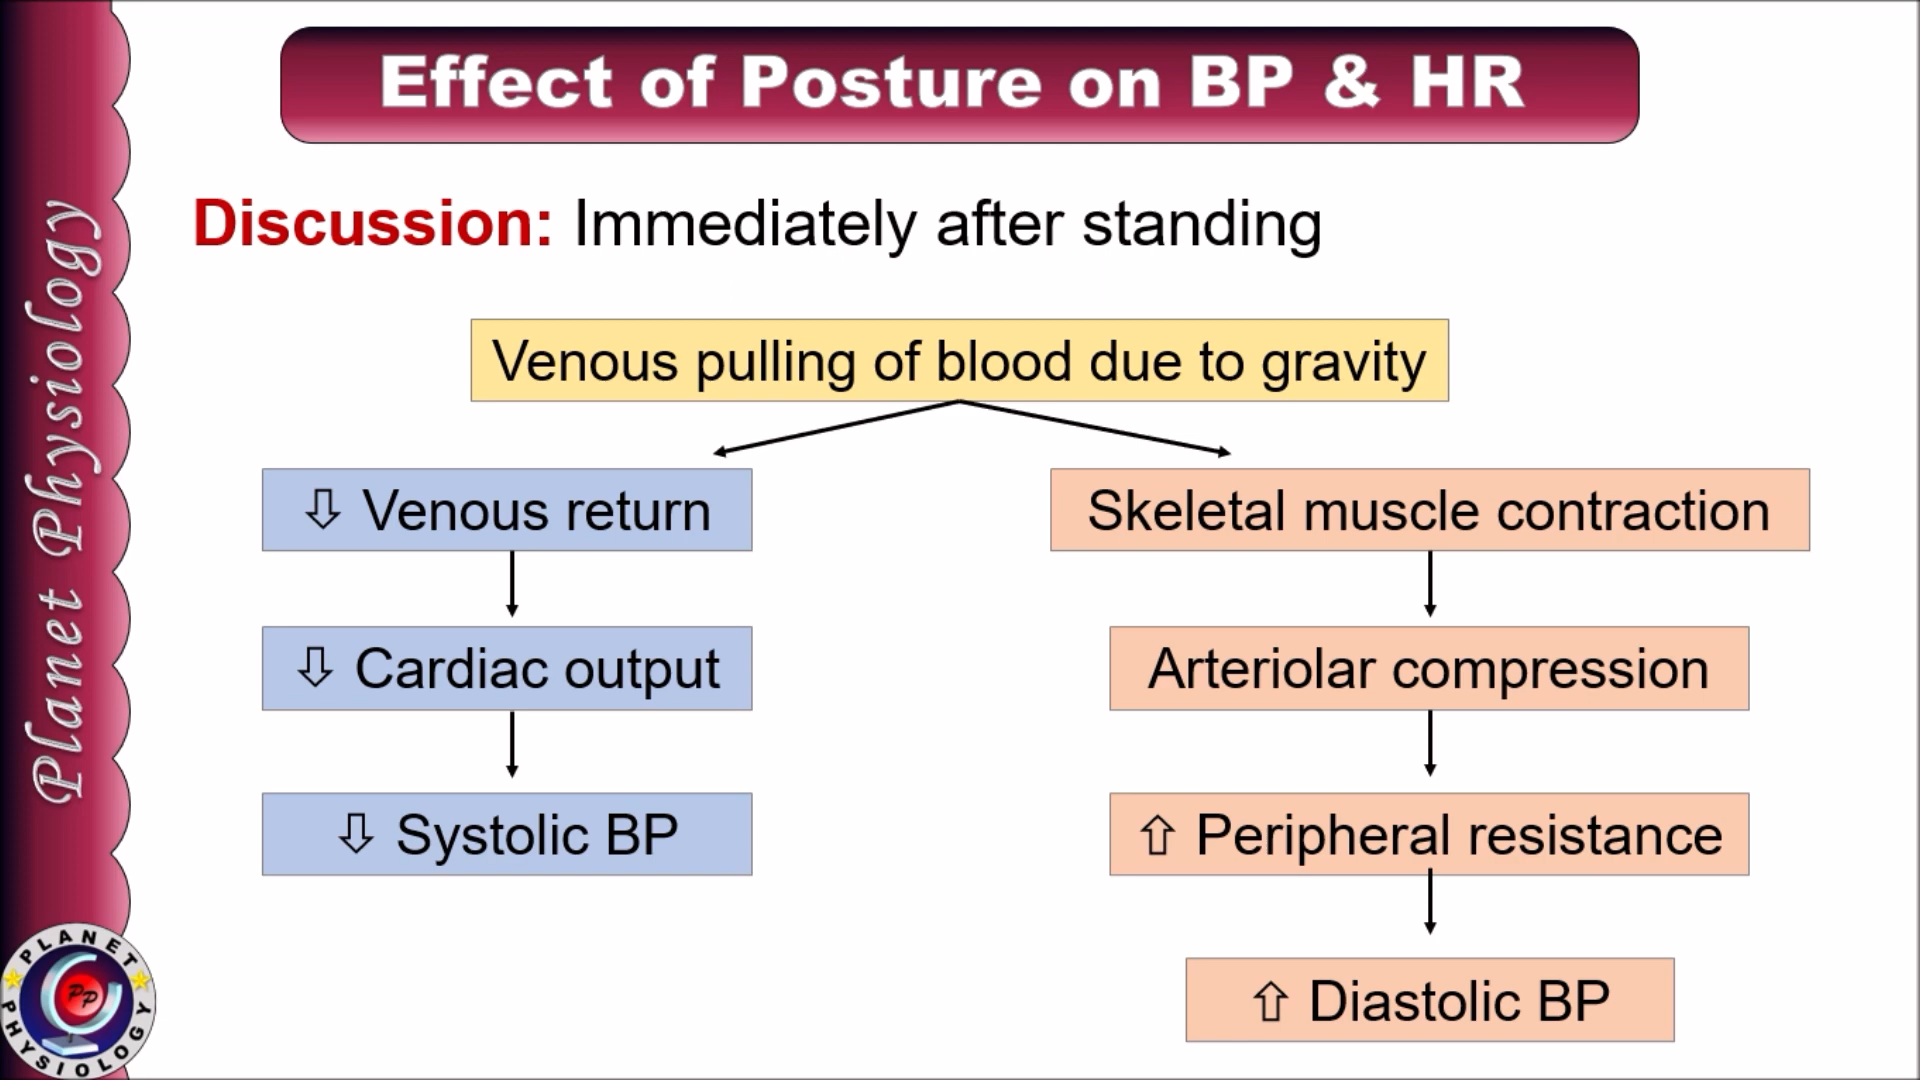 Effect of Posture on BP & HR
Discussion: Immediately after standing
Venous pulling of blood due to gravity
⇩ Venous return
Skeletal muscle contraction
⇩ Cardiac output
Arteriolar compression
⇩ Systolic BP
⇧ Peripheral resistance
⇧ Diastolic BP
Planet Physiology
PLANET
PP
PHYSIOLOGY